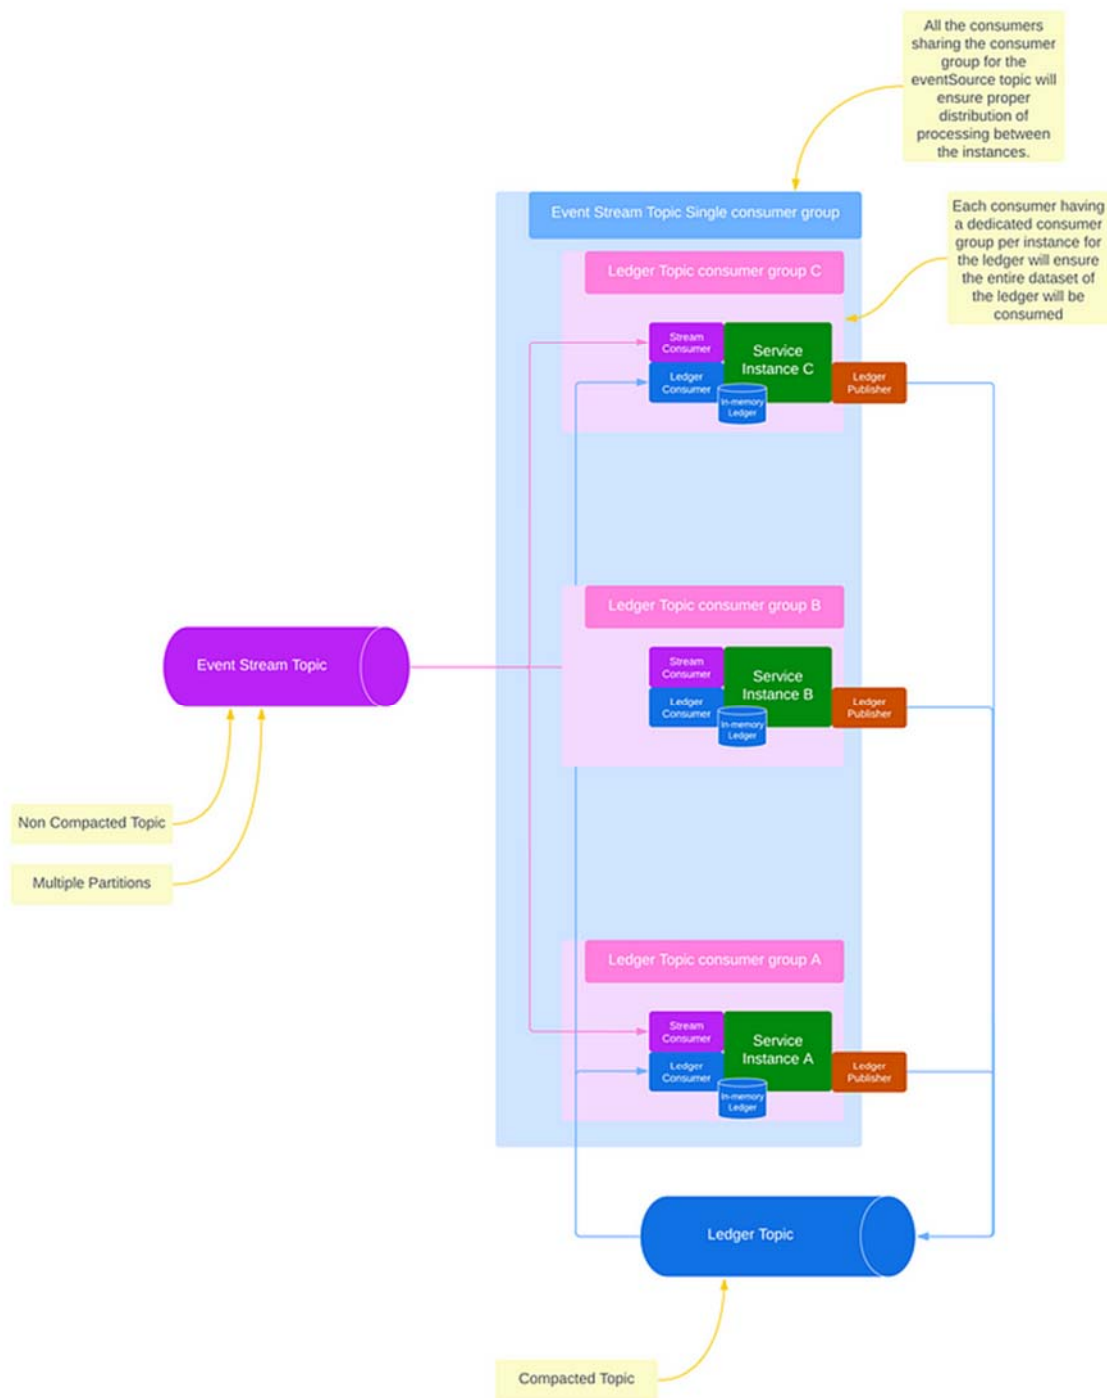 All the consumers
sharing the consumer
group for the
eventSource topic will
ensure proper
distribution of
processing between
the instances.
Event Stream Topic Single consumer group
Each consumer having
a dedicated consumer
group per instance for
the ledger will ensure
the entire dataset of
the ledger will be
consumed
Ledger Topic consumer group C
Stream
Consumer
Ledger
Consumer
Service
Instance C
In-memory
Ledger
Ledger
Publisher
Ledger Topic consumer group B
Stream
Consumer
Ledger
Consumer
Service
Instance B
In-memory
Ledger
Ledger
Publisher
Event Stream Topic
Non Compacted Topic
Multiple Partitions
Ledger Topic consumer group A
Stream
Consumer
Ledger
Consumer
Service
Instance A
In-memory
Ledger
Ledger
Publisher
Ledger Topic
Compacted Topic